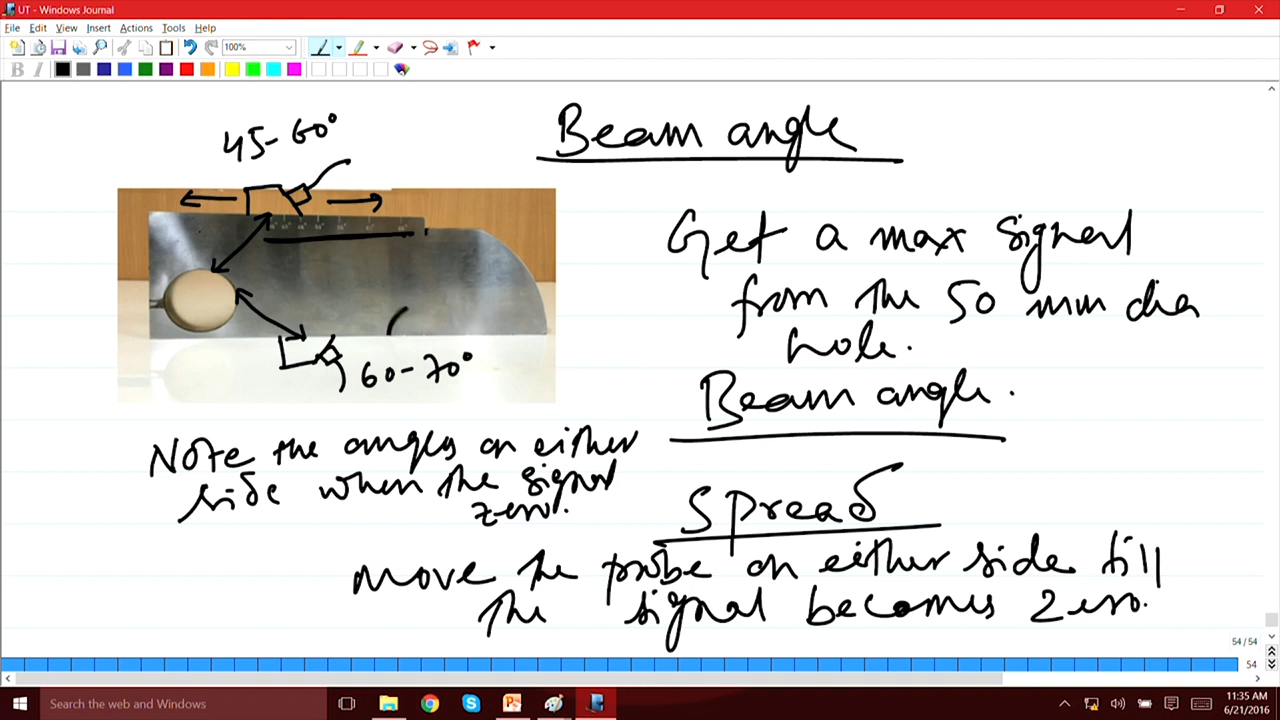 UT - Windows Journal
File Edit View Insert Actions Tools Help
100%
B I
45-60°
Beam angle
Get a max signal
from the 50 mm dia
hole.
Beam angle.
60-70°
Note the angles on either
side when the signal
zero.
Spread
move the probe on either side till
the signal becomes zero.
54 / 54
54
Search the web and Windows
11:35 AM
6/21/2016